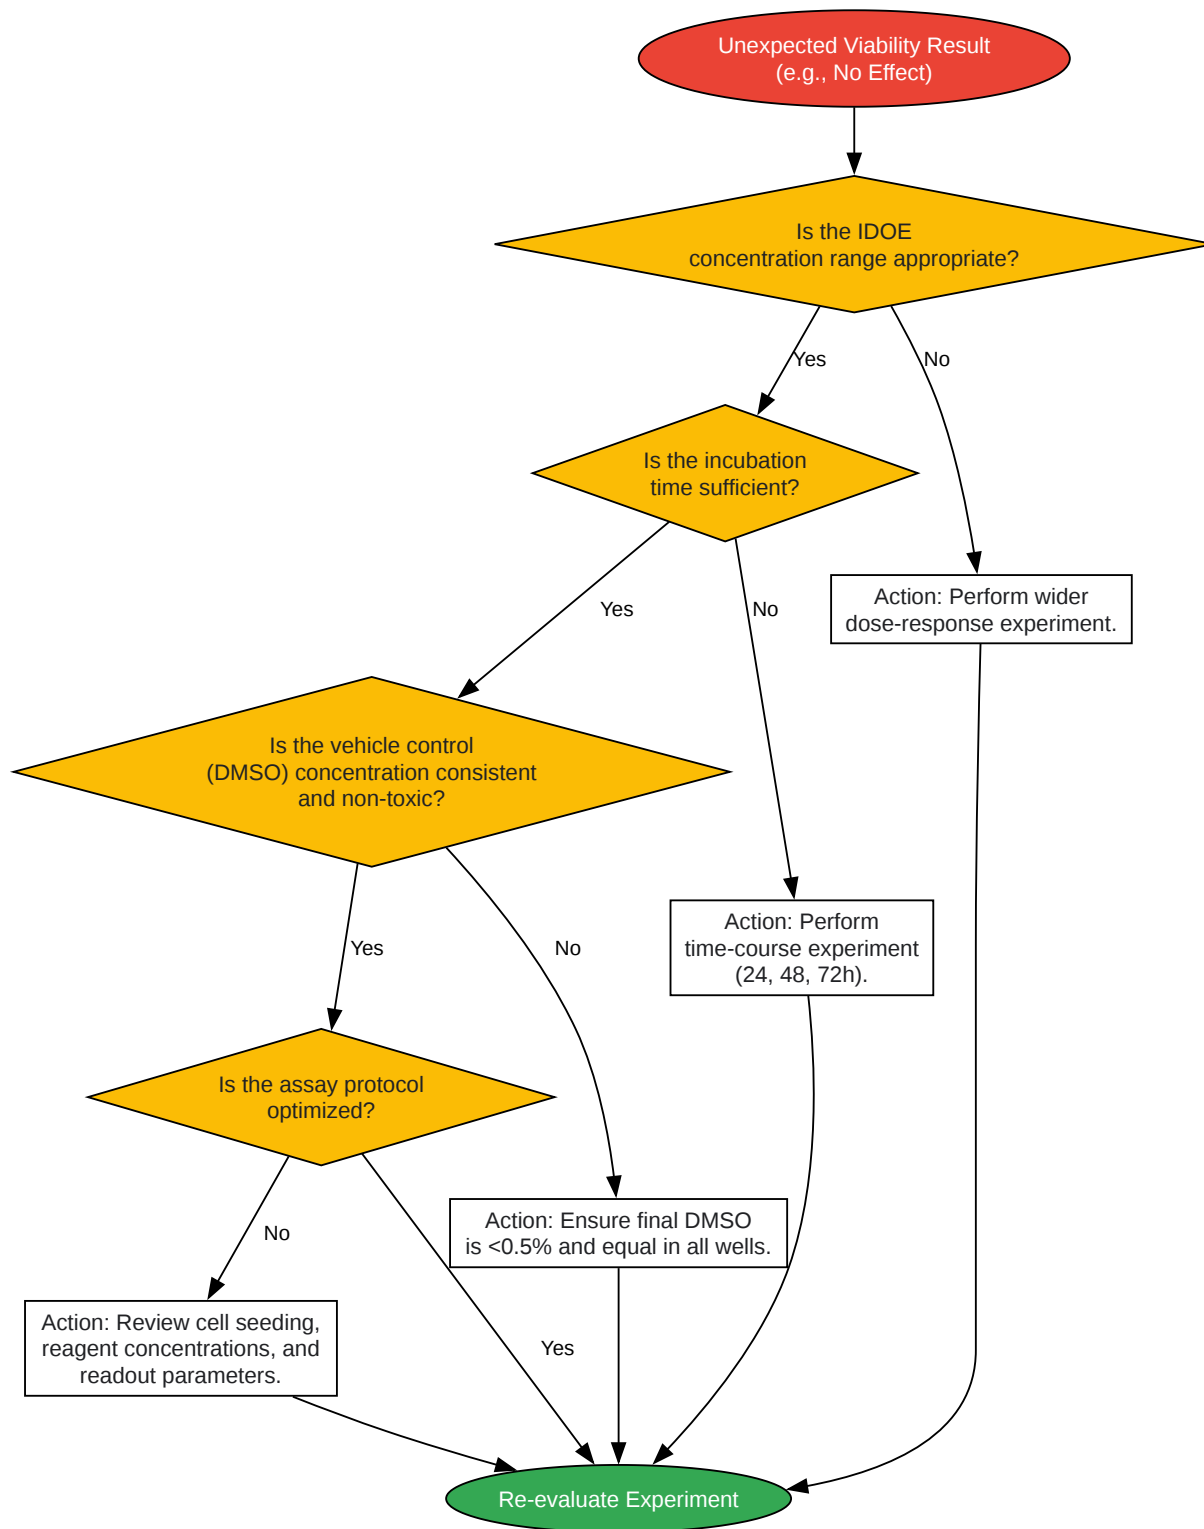 Unexpected Viability Result
(e.g., No Effect)
Is the IDOE
concentration range appropriate?
Yes
No
Is the incubation
time sufficient?
Yes
No
Action: Perform wider
dose-response experiment.
Is the vehicle control
(DMSO) concentration consistent
and non-toxic?
Yes
No
Action: Perform
time-course experiment
(24, 48, 72h).
Is the assay protocol
optimized?
No
Yes
Action: Ensure final DMSO
is <0.5% and equal in all wells.
Action: Review cell seeding,
reagent concentrations, and
readout parameters.
Re-evaluate Experiment